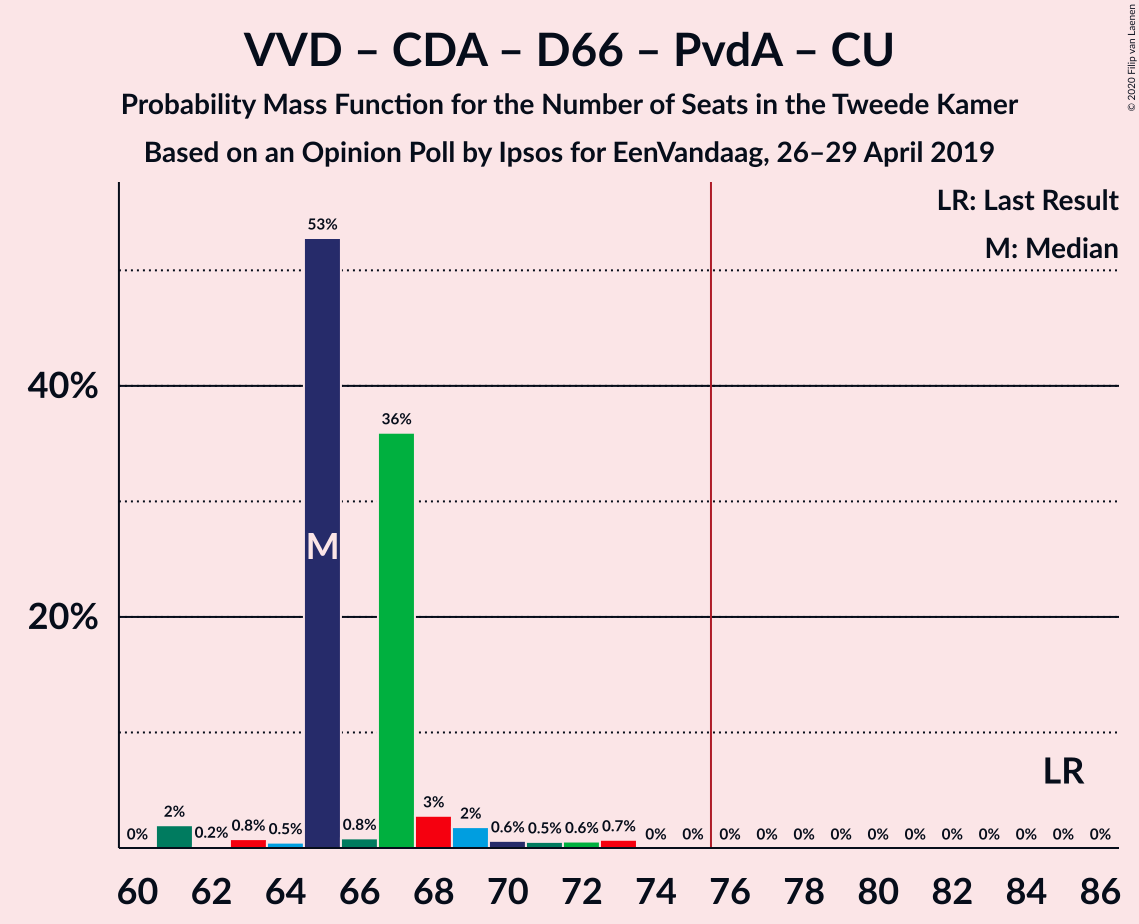 VVD – CDA – D66 – PvdA – CU
Probability Mass Function for the Number of Seats in the Tweede Kamer
Based on an Opinion Poll by Ipsos for EenVandaag, 26–29 April 2019
© 2020 Filip van Laenen
LR: Last Result
M: Median
40%
20%
53%
36%
M
LR
0% 2% 0.2% 0.8% 0.5% 0.8% 3% 2% 0.6% 0.5% 0.6% 0.7% 0% 0% 0% 0% 0% 0% 0% 0% 0% 0% 0% 0% 0%
60 62 64 66 68 70 72 74 76 78 80 82 84 86